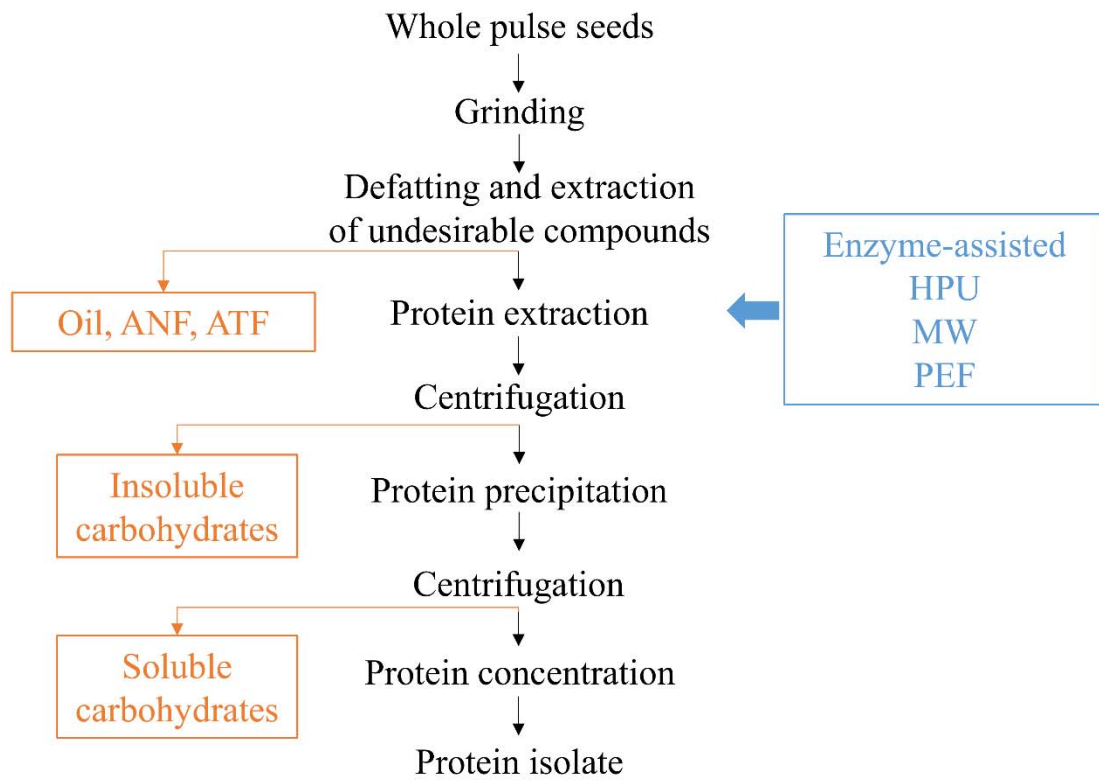 Whole pulse seeds
Grinding
Defatting and extraction
of undesirable compounds
Enzyme-assisted
HPU
MW
PEF
Oil, ANF, ATF
Protein extraction
Centrifugation
Insoluble
carbohydrates
Protein precipitation
Centrifugation
Soluble
carbohydrates
Protein concentration
Protein isolate